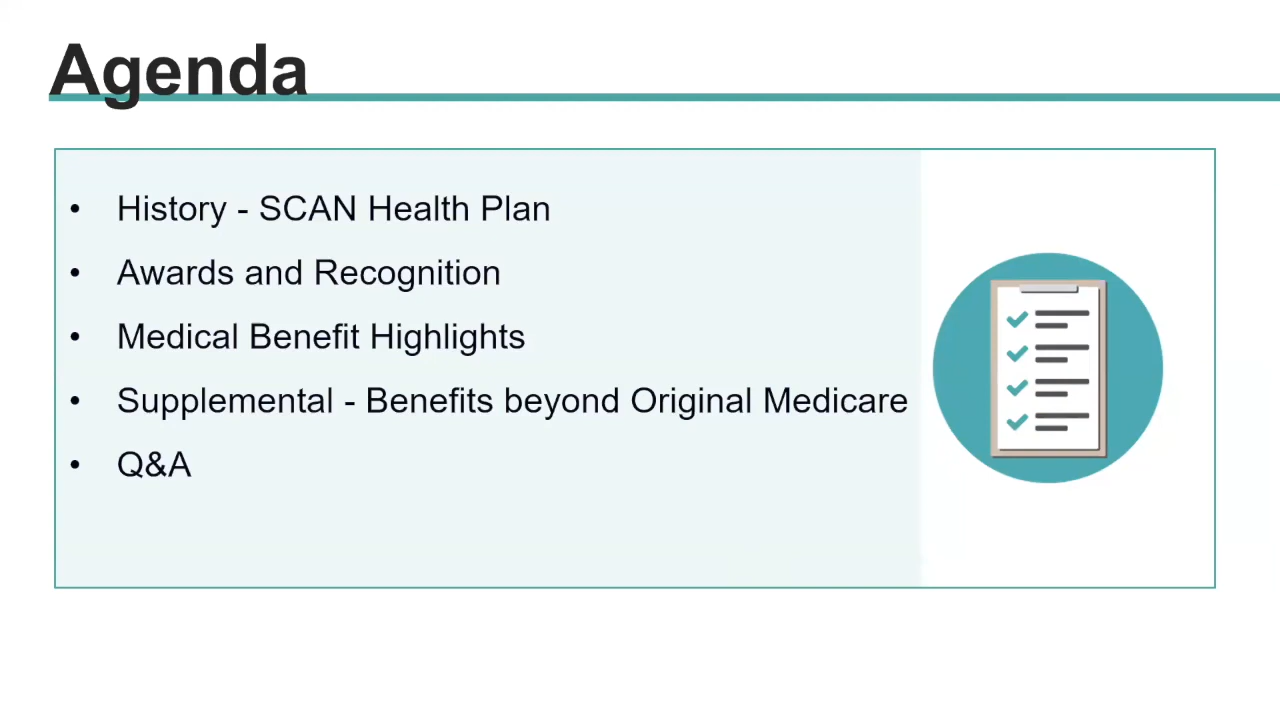 Agenda
• History - SCAN Health Plan
• Awards and Recognition
• Medical Benefit Highlights
• Supplemental - Benefits beyond Original Medicare
• Q&A